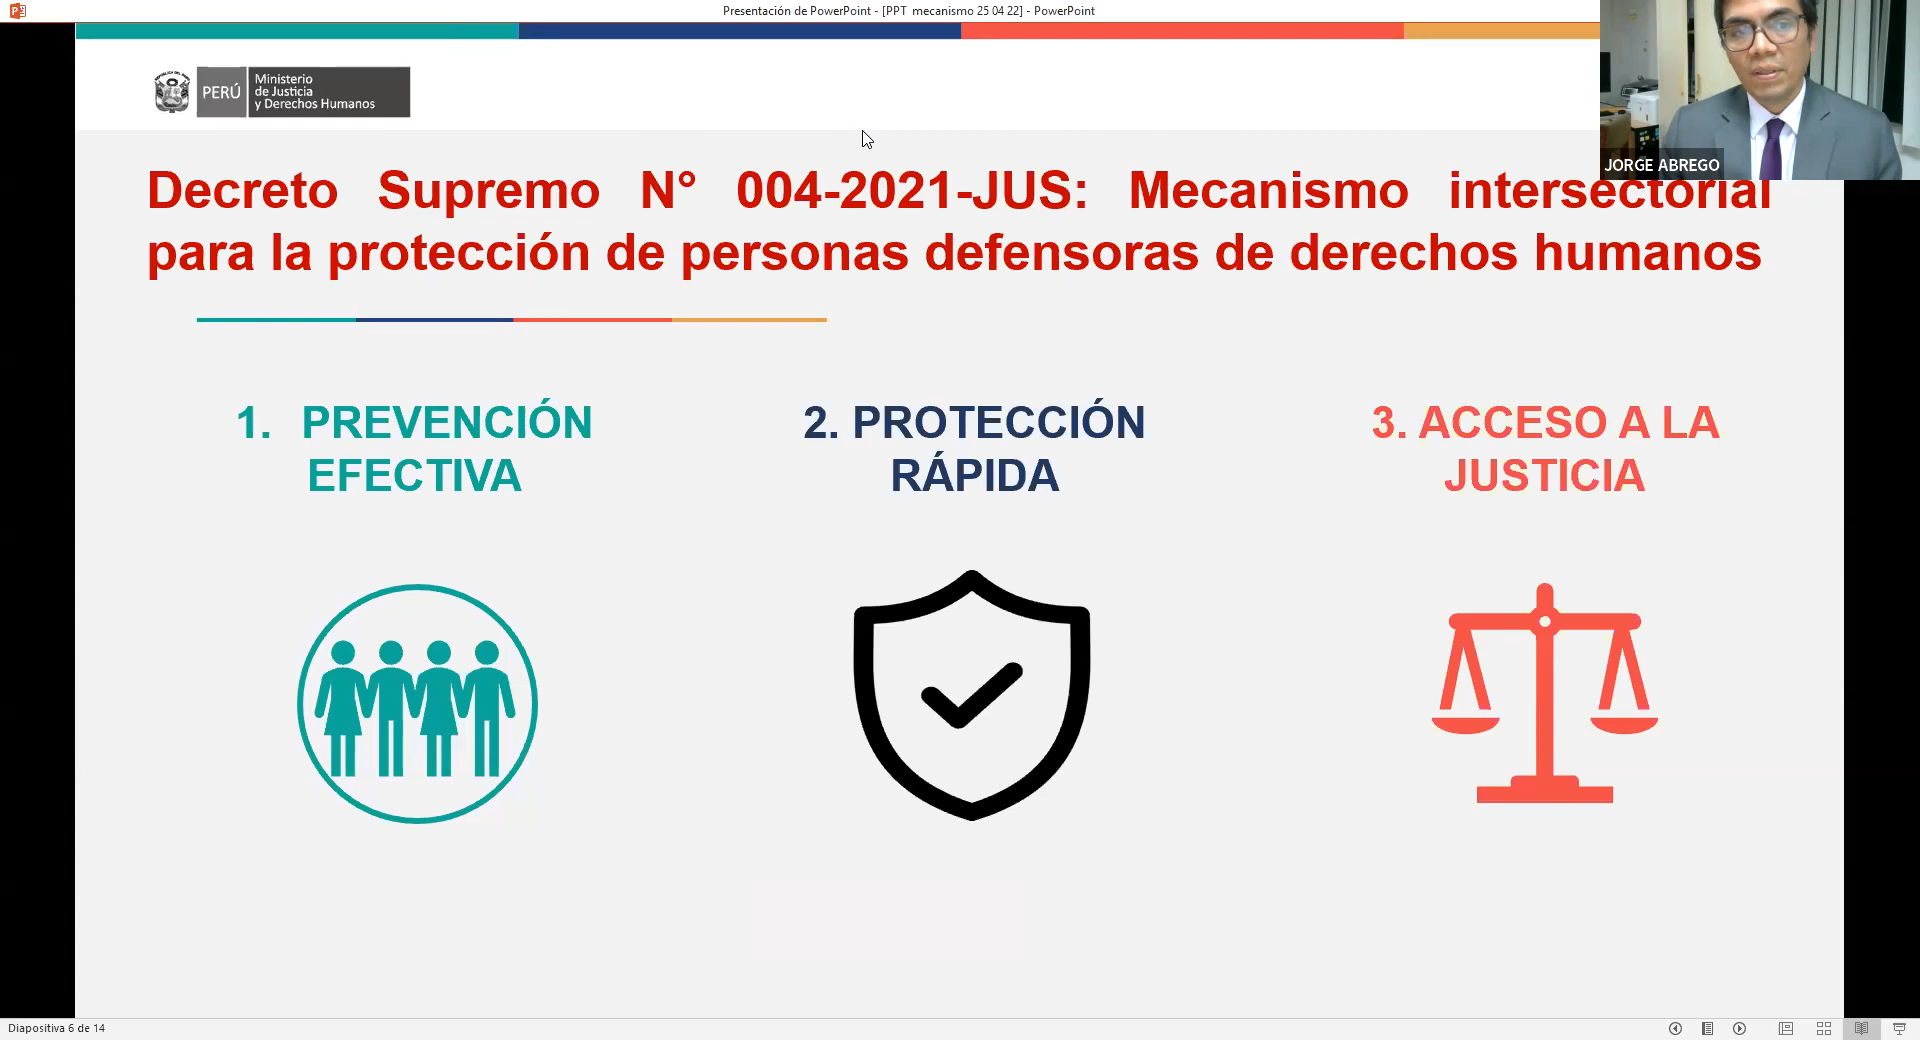 Presentación de PowerPoint - [PPT mecanismo 25 04 22] - PowerPoint
PERÚ
Ministerio
de Justicia
y Derechos Humanos
JORGE ABREGO
Decreto Supremo N° 004-2021-JUS: Mecanismo intersectorial
para la protección de personas defensoras de derechos humanos
1. PREVENCIÓN
EFECTIVA
2. PROTECCIÓN
RÁPIDA
3. ACCESO A LA
JUSTICIA
Diapositiva 6 de 14